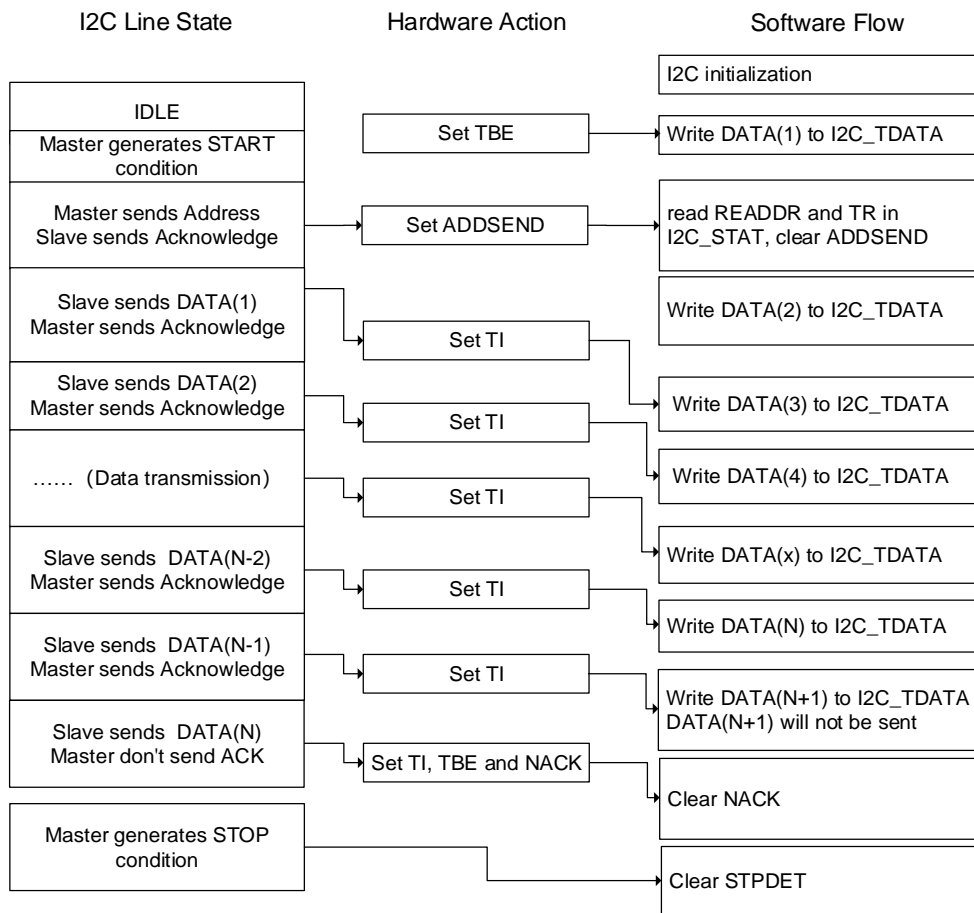 I2C Line State
Hardware Action
Software Flow
I2C initialization
IDLE
Set TBE
Write DATA(1) to I2C_TDATA
Master generates START
condition
Master sends Address
Slave sends Acknowledge
Set ADDSEND
read READDR and TR in
I2C_STAT, clear ADDSEND
Slave sends DATA(1)
Master sends Acknowledge
Write DATA(2) to I2C_TDATA
Set TI
Slave sends DATA(2)
Master sends Acknowledge
Write DATA(3) to I2C_TDATA
Set TI
…… (Data transmission)
Write DATA(4) to I2C_TDATA
Set TI
Write DATA(x) to I2C_TDATA
Slave sends DATA(N-2)
Master sends Acknowledge
Set TI
Write DATA(N) to I2C_TDATA
Slave sends DATA(N-1)
Master sends Acknowledge
Set TI
Write DATA(N+1) to I2C_TDATA
DATA(N+1) will not be sent
Slave sends DATA(N)
Master don't send ACK
Set TI, TBE and NACK
Clear NACK
Master generates STOP
condition
Clear STPDET